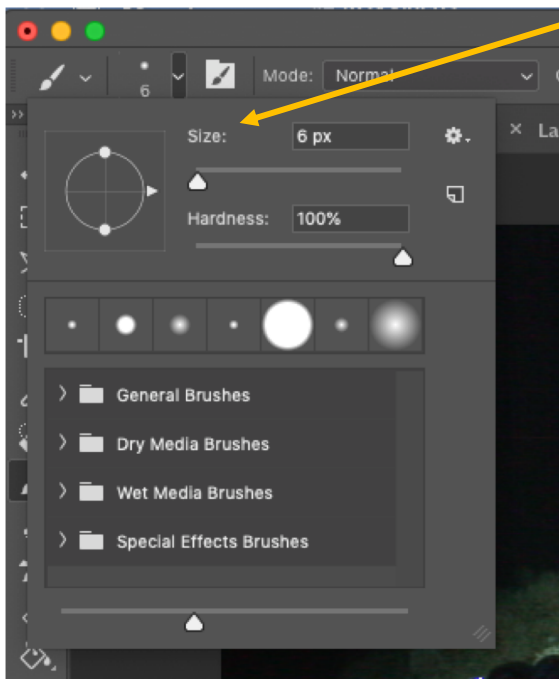 6
Mode: Normal
Size: 6 px
× La
Hardness: 100%
General Brushes
Dry Media Brushes
Wet Media Brushes
Special Effects Brushes